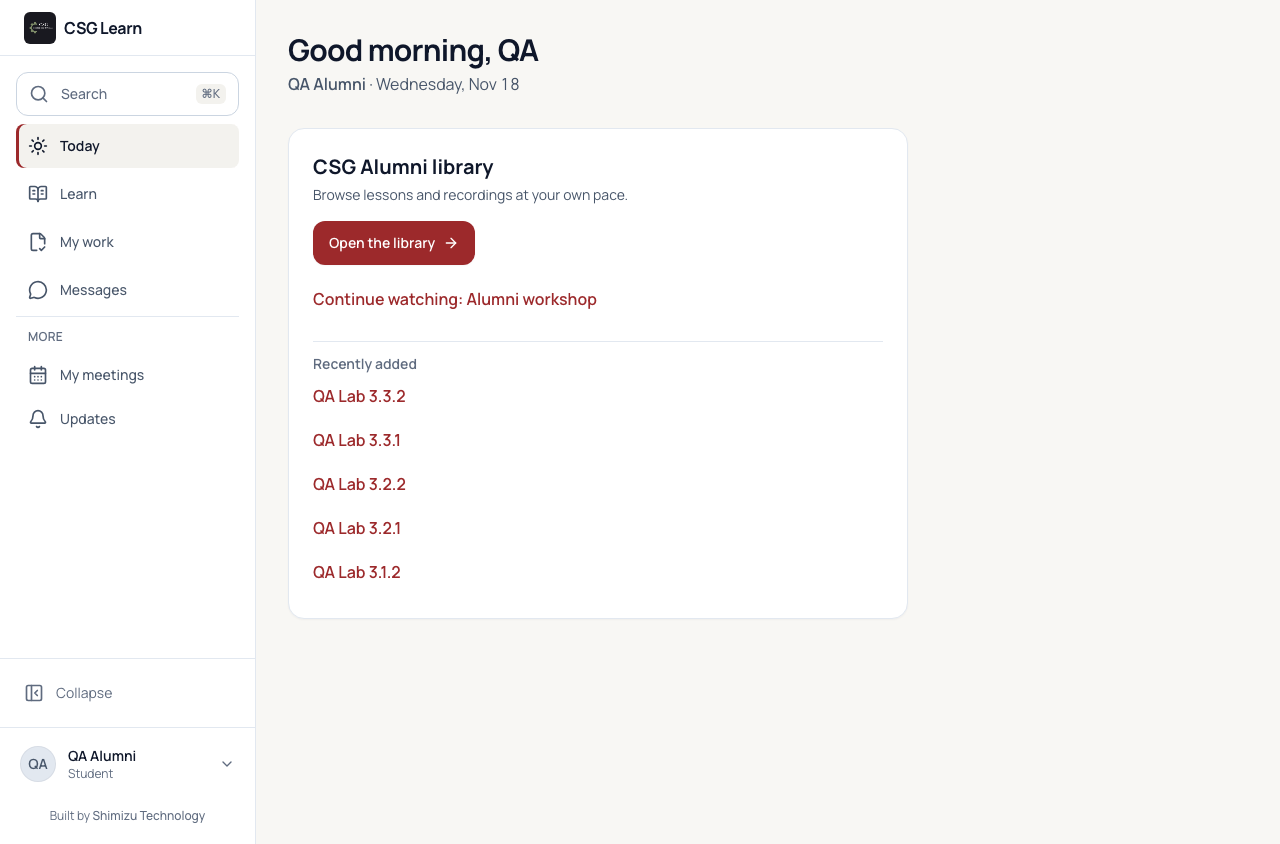 CSG Learn
Search ⌘K
Today
Learn
My work
Messages
MORE
My meetings
Updates
Collapse
QA
QA Alumni
Student
Built by Shimizu Technology
Good morning, QA
QA Alumni · Wednesday, Nov 18
CSG Alumni library
Browse lessons and recordings at your own pace.
Open the library →
Continue watching: Alumni workshop
Recently added
QA Lab 3.3.2
QA Lab 3.3.1
QA Lab 3.2.2
QA Lab 3.2.1
QA Lab 3.1.2